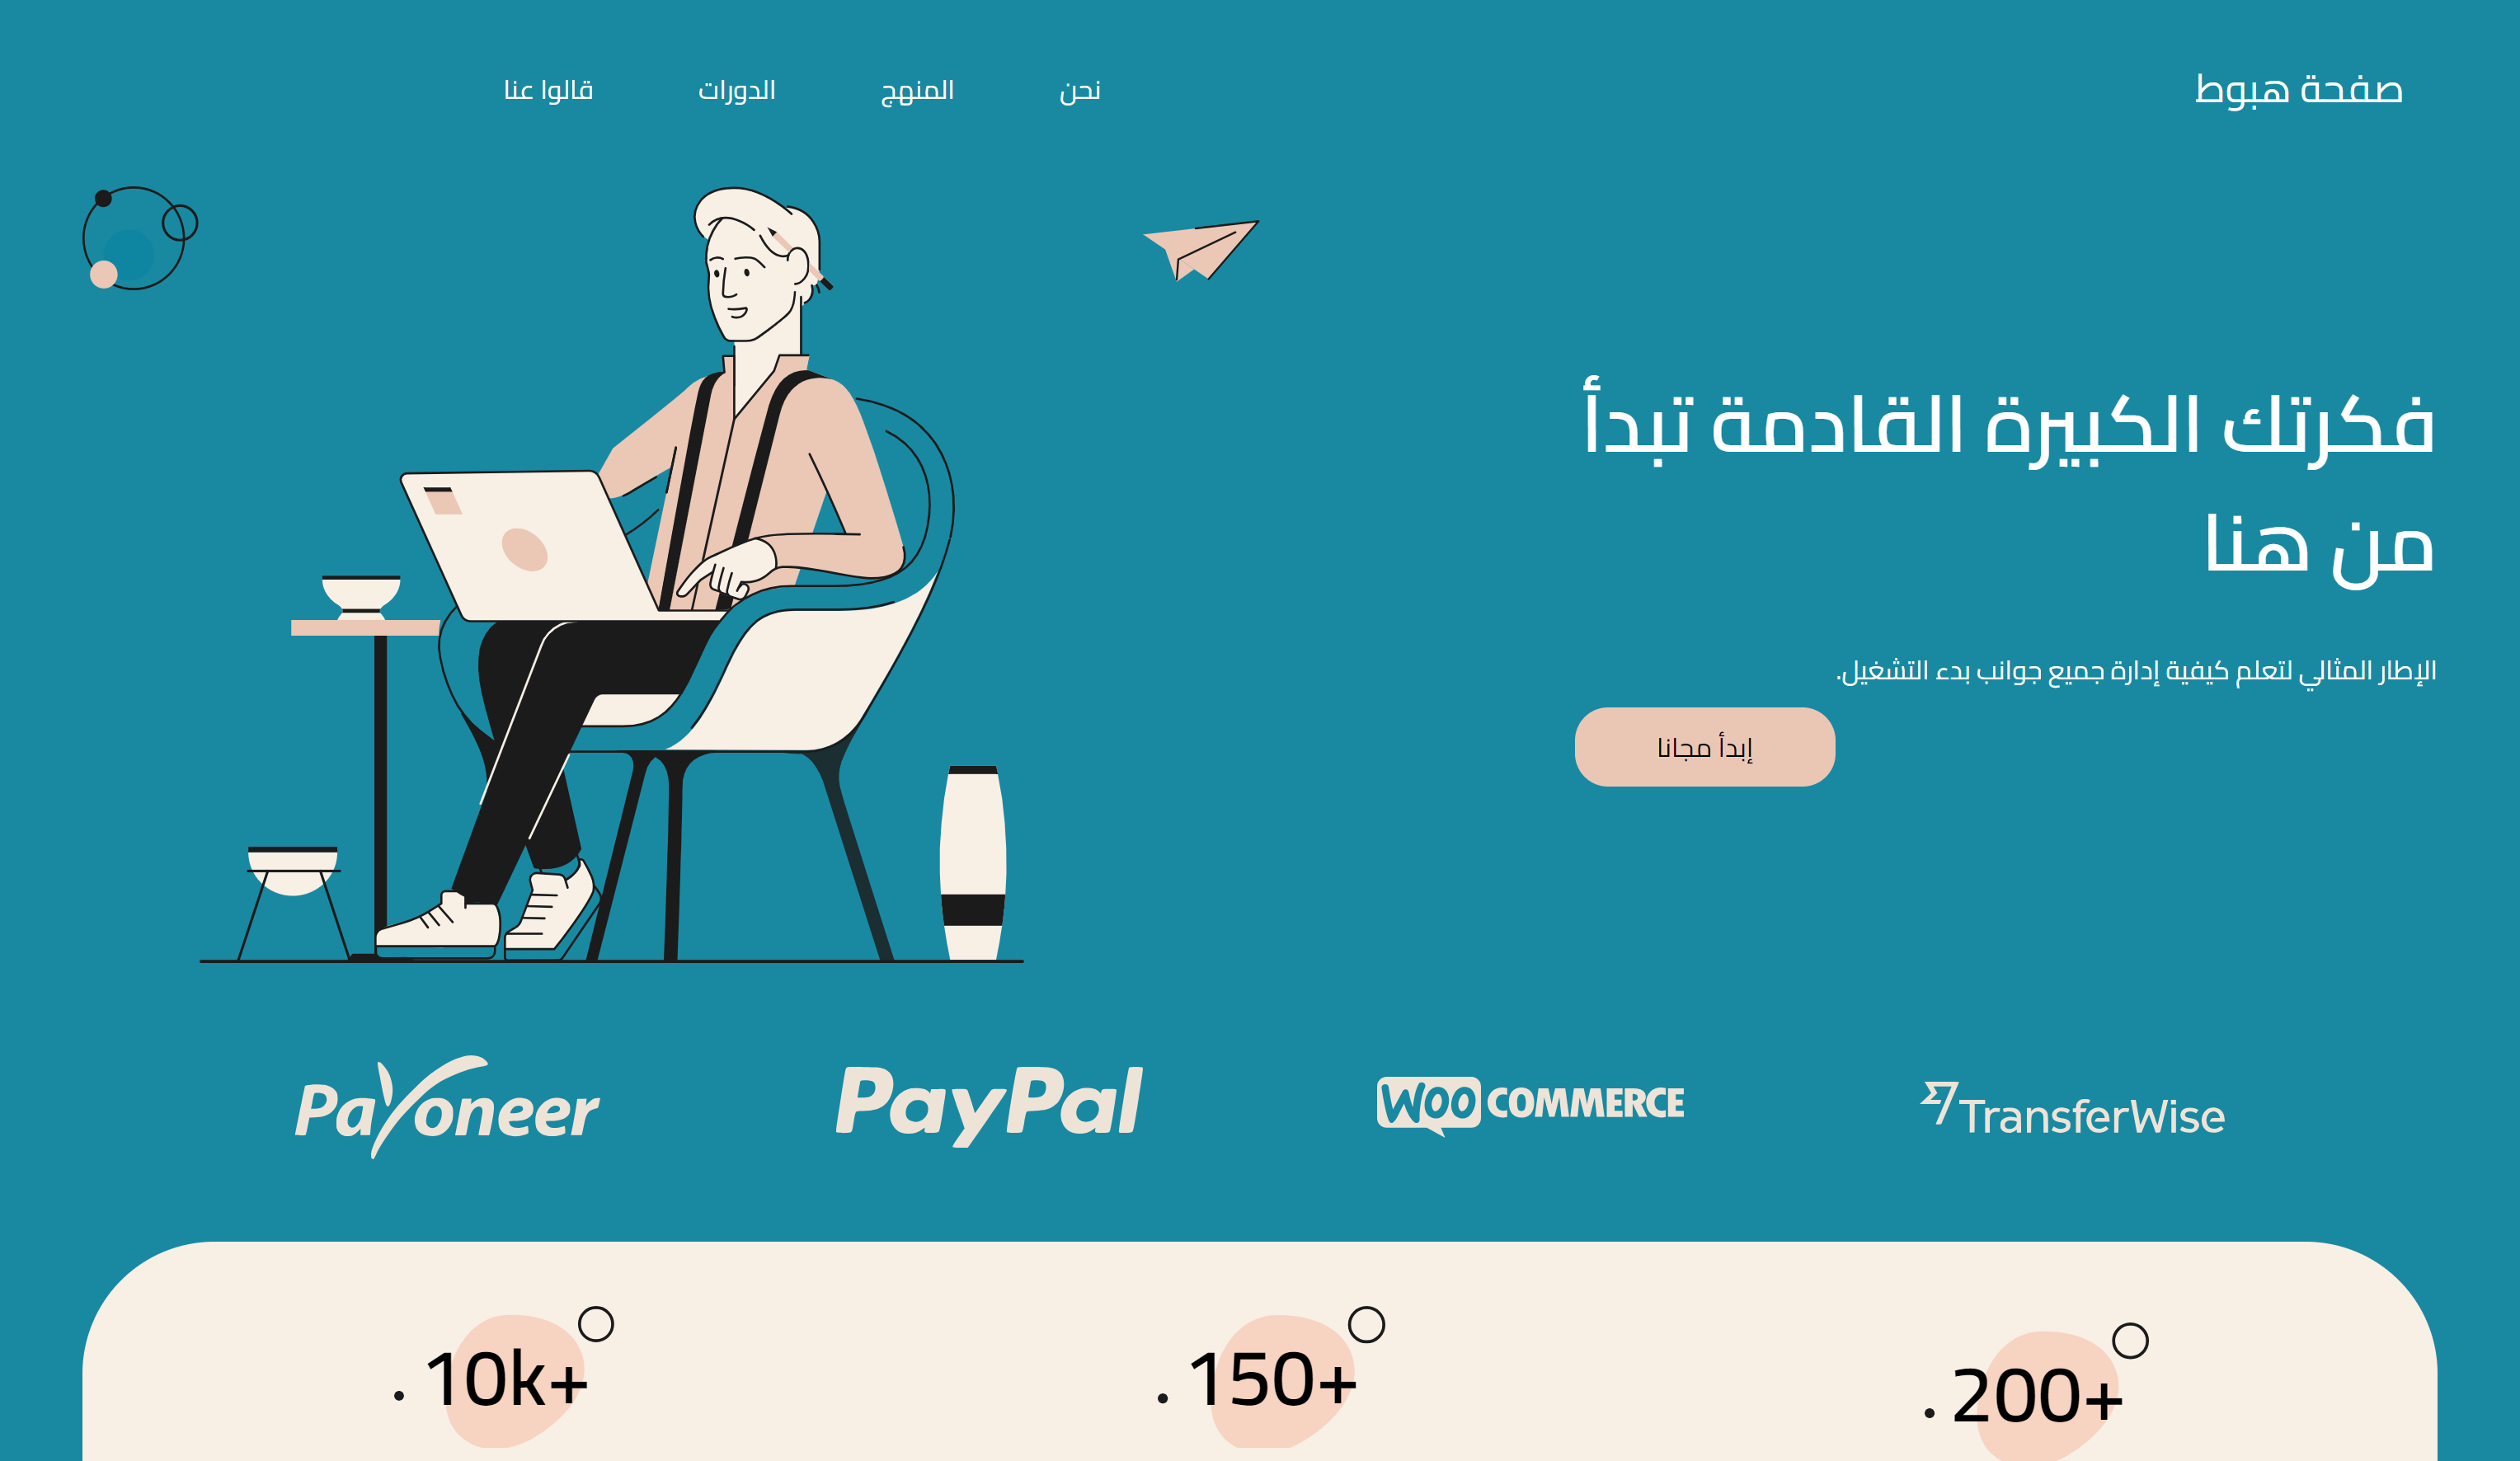 صفحة هبوط
نحن
المنهج
الدورات
قالوا عنا
فكرتك الكبيرة القادمة تبدأ
من هنا
الإطار المثالي لتعلم كيفية إدارة جميع جوانب بدء التشغيل.
إبدأ مجانا
TransferWise
WOO COMMERCE
PayPal
Payoneer
200+
150+
10k+